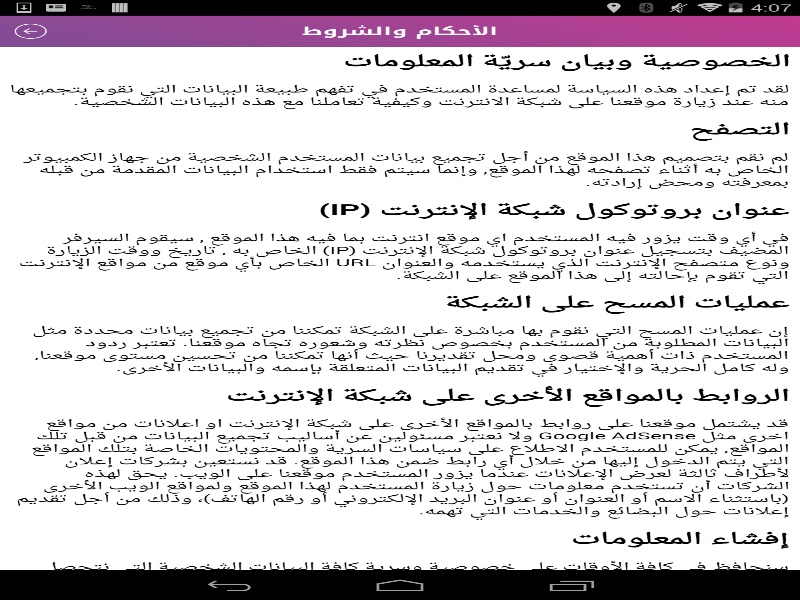 4:07
الأحكام والشروط
الخصوصية وبيان سريّة المعلومات
لقد تم إعداد هذه السياسة لمساعدة المستخدم في تفهم طبيعة البيانات التي نقوم بتجميعها
منه عند زيارة موقعنا على شبكة الانترنت وكيفية تعاملنا مع هذه البيانات الشخصية.
التصفح
لم نقم بتصميم هذا الموقع من أجل تجميع بيانات المستخدم الشخصية من جهاز الكمبيوتر
الخاص به أثناء تصفحه لهذا الموقع, وإنما سيتم فقط استخدام البيانات المقدمة من قبله
بمعرفته ومحض إرادته.
عنوان بروتوكول شبكة الإنترنت (IP)
في أي وقت يزور فيه المستخدم اي موقع انترنت بما فيه هذا الموقع , سيقوم السيرفر
المضيف بتسجيل عنوان بروتوكول شبكة الإنترنت (IP) الخاص به , تاريخ ووقت الزيارة
ونوع متصفح الإنترنت الذي يستخدمه والعنوان URL الخاص بأي موقع من مواقع الإنترنت
التي تقوم بإحالته إلى هذا الموقع على الشبكة.
عمليات المسح على الشبكة
إن عمليات المسح التي نقوم بها مباشرة على الشبكة تمكننا من تجميع بيانات محددة مثل
البيانات المطلوبة من المستخدم بخصوص نظرته وشعوره تجاه موقعنا. تعتبر ردود
المستخدم ذات أهمية قصوى ومحل تقديرنا حيث أنها تمكننا من تحسين مستوى موقعنا,
وله كامل الحرية والإختيار في تقديم البيانات المتعلقة بإسمه والبيانات الأخرى.
الروابط بالمواقع الأخرى على شبكة الإنترنت
قد يشتمل موقعنا على روابط بالمواقع الأخرى على شبكة الإنترنت او اعلانات من مواقع
اخرى مثل Google AdSense ولا نعتبر مسئولين عن أساليب تجميع البيانات من قبل تلك
المواقع, يمكن للمستخدم الاطلاع على سياسات السرية والمحتويات الخاصة بتلك المواقع
التي يتم الدخول إليها من خلال أي رابط ضمن هذا الموقع. قد نستعين بشركات إعلان
لأطراف ثالثة لعرض الإعلانات عندما يزور المستخدم موقعنا على الويب. يحق لهذه
الشركات أن تستخدم معلومات حول زيارة المستخدم لهذا الموقع ولمواقع الويب الأخرى
(باستثناء الاسم أو العنوان أو عنوان البريد الإلكتروني أو رقم الهاتف)، وذلك من أجل تقديم
إعلانات حول البضائع والخدمات التي تهمه.
إفشاء المعلومات
سنحافظ في كافة الأوقات على خصوصية وسرية كافة البيانات الشخصية التي نتحصل